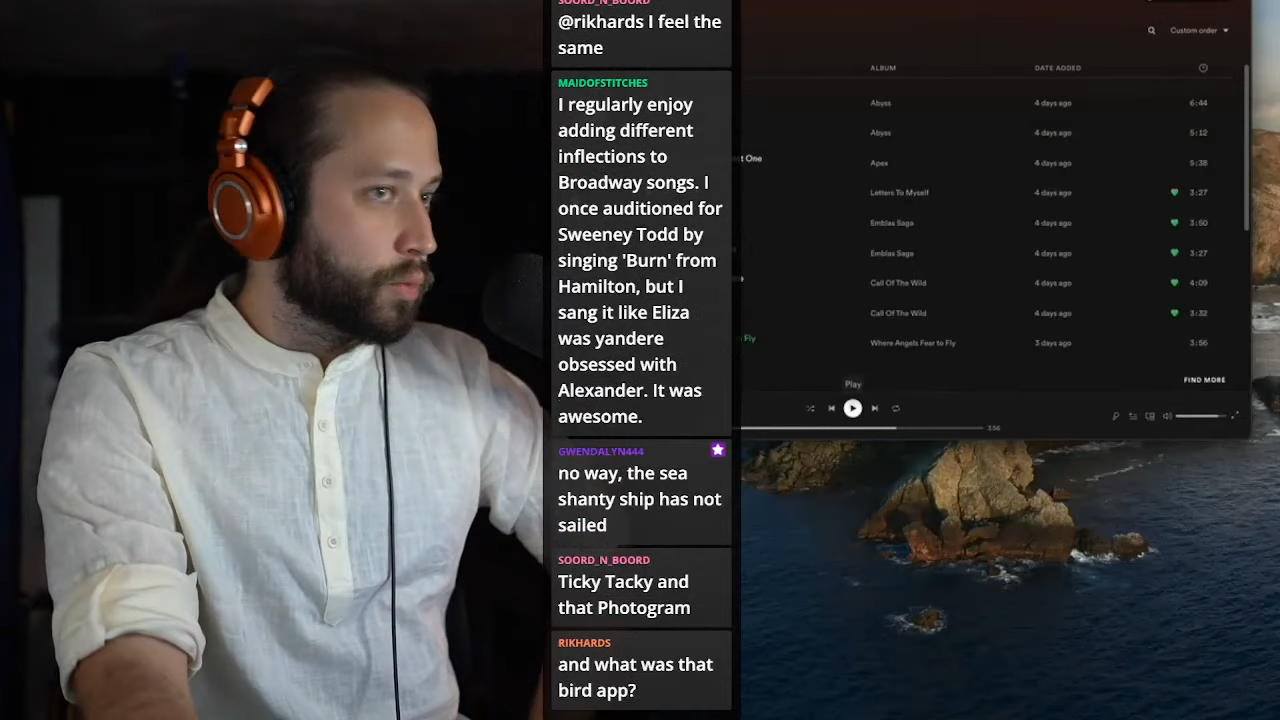 SOORD_N_BOORD
@rikhards I feel the
same
MAIDOFSTITCHES
I regularly enjoy
adding different
inflections to
Broadway songs. I
once auditioned for
Sweeney Todd by
singing 'Burn' from
Hamilton, but I
sang it like Eliza
was yandere
obsessed with
Alexander. It was
awesome.
GWENDALYN444
no way, the sea
shanty ship has not
sailed
SOORD_N_BOORD
Ticky Tacky and
that Photogram
RIKHARDS
and what was that
bird app?
Custom order
ALBUM DATE ADDED
Abyss 4 days ago 6:44
Abyss 4 days ago 5:12
One
Apex 4 days ago 5:38
Letters To Myself 4 days ago 3:27
Emblas Saga 4 days ago 3:50
Emblas Saga 4 days ago 3:27
Call Of The Wild 4 days ago 4:09
Call Of The Wild 4 days ago 3:32
Fly
Where Angels Fear to Fly 3 days ago 3:56
FIND MORE
Play
3:56